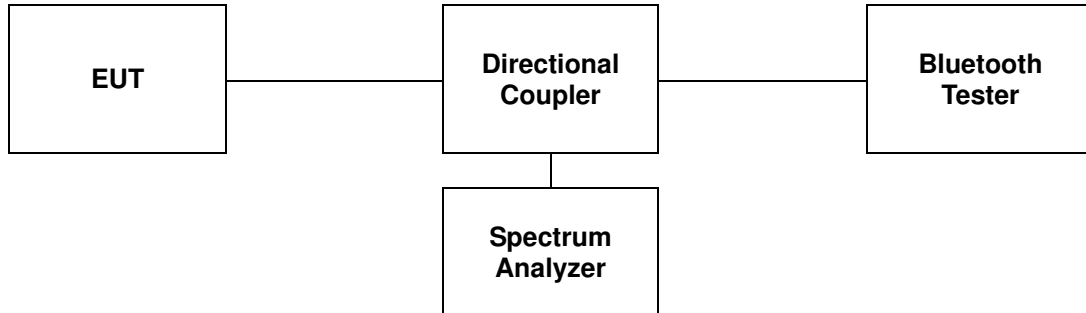 EUT
Directional
Coupler
Bluetooth
Tester
Spectrum
Analyzer